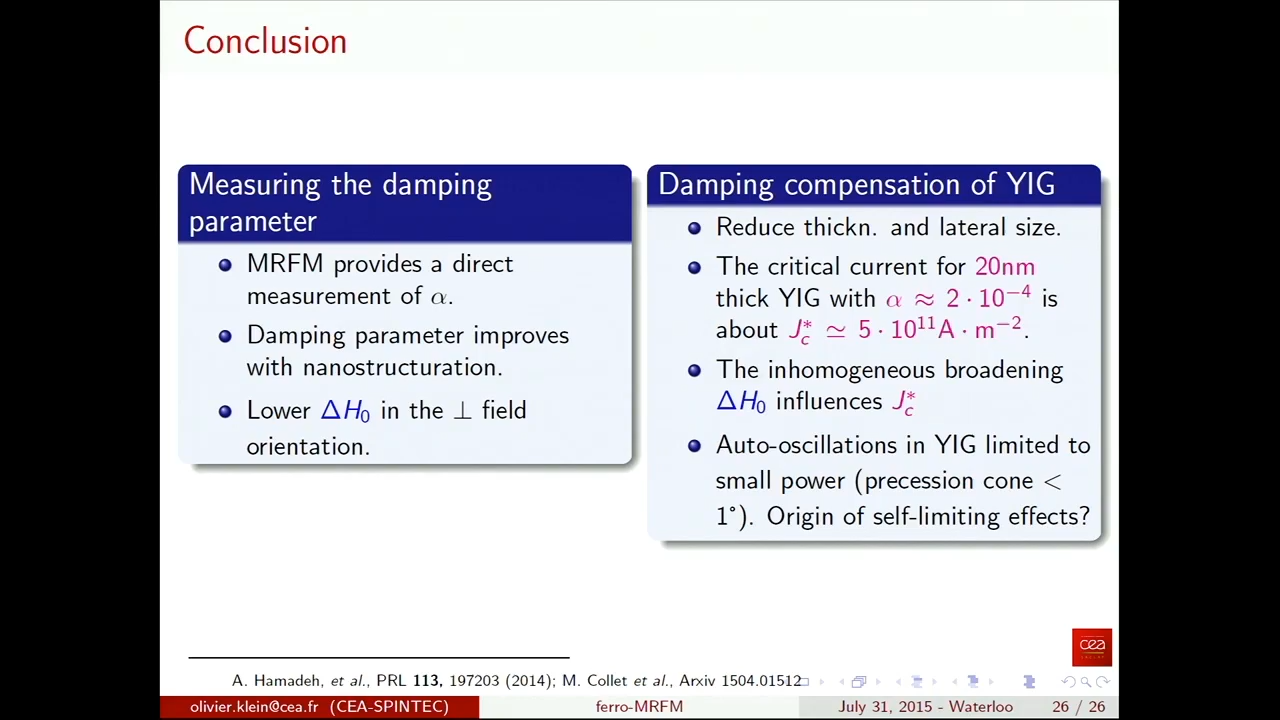 Conclusion
Measuring the damping
parameter
MRFM provides a direct
measurement of α.
Damping parameter improves
with nanostructuration.
Lower ΔH₀ in the ⊥ field
orientation.
Damping compensation of YIG
Reduce thickn. and lateral size.
The critical current for 20nm
thick YIG with α ≈ 2 · 10⁻⁴ is
about J*c ≃ 5 · 10¹¹A · m⁻².
The inhomogeneous broadening
ΔH₀ influences J*c
Auto-oscillations in YIG limited to
small power (precession cone <
1°). Origin of self-limiting effects?
cea
A. Hamadeh, et al., PRL 113, 197203 (2014); M. Collet et al., Arxiv 1504.01512
olivier.klein@cea.fr (CEA-SPINTEC) ferro-MRFM July 31, 2015 - Waterloo 26 / 26